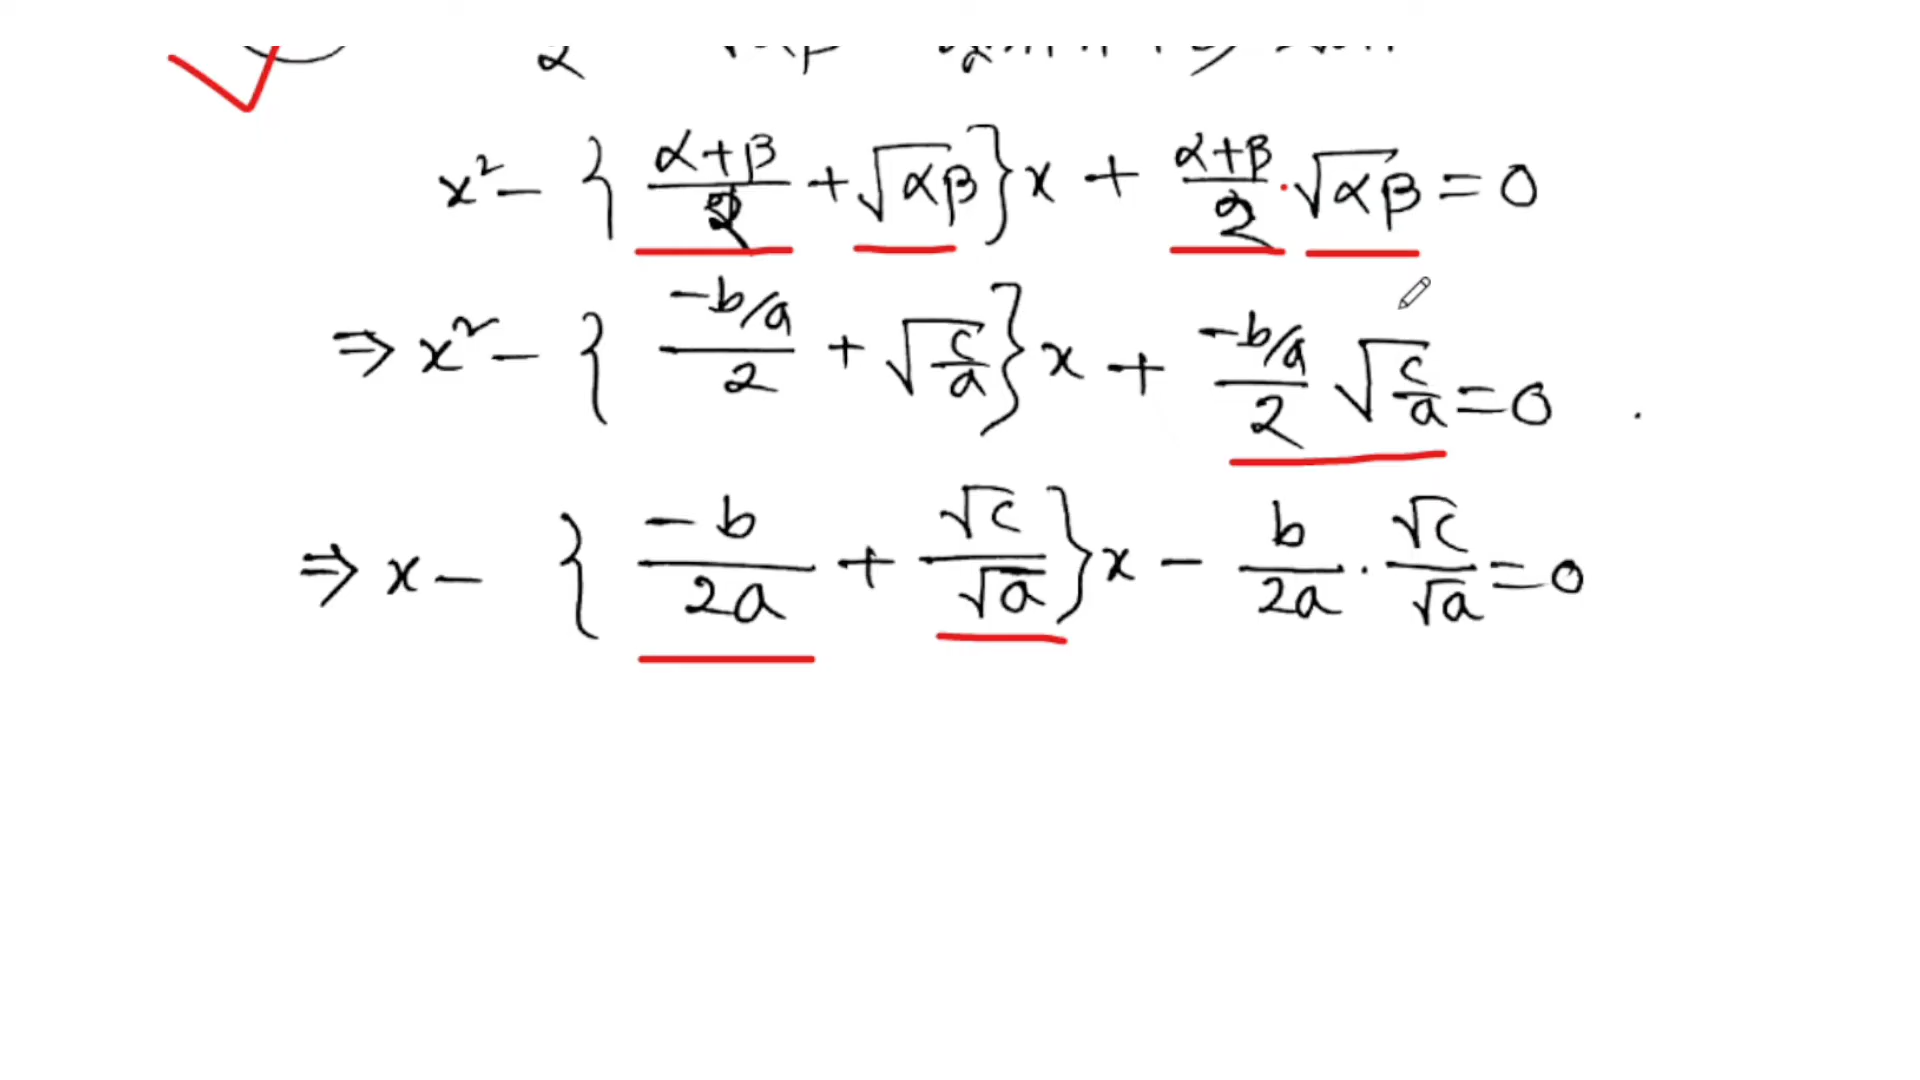 x² - { (α+β)/2 + √αβ } x + (α+β)/2 · √αβ = 0
⇒ x² - { (-b/a)/2 + √(c/a) } x + (-b/a)/2 √(c/a) = 0 .
⇒ x - { -b/2a + √c/√a } x - b/2a · √c/√a = 0